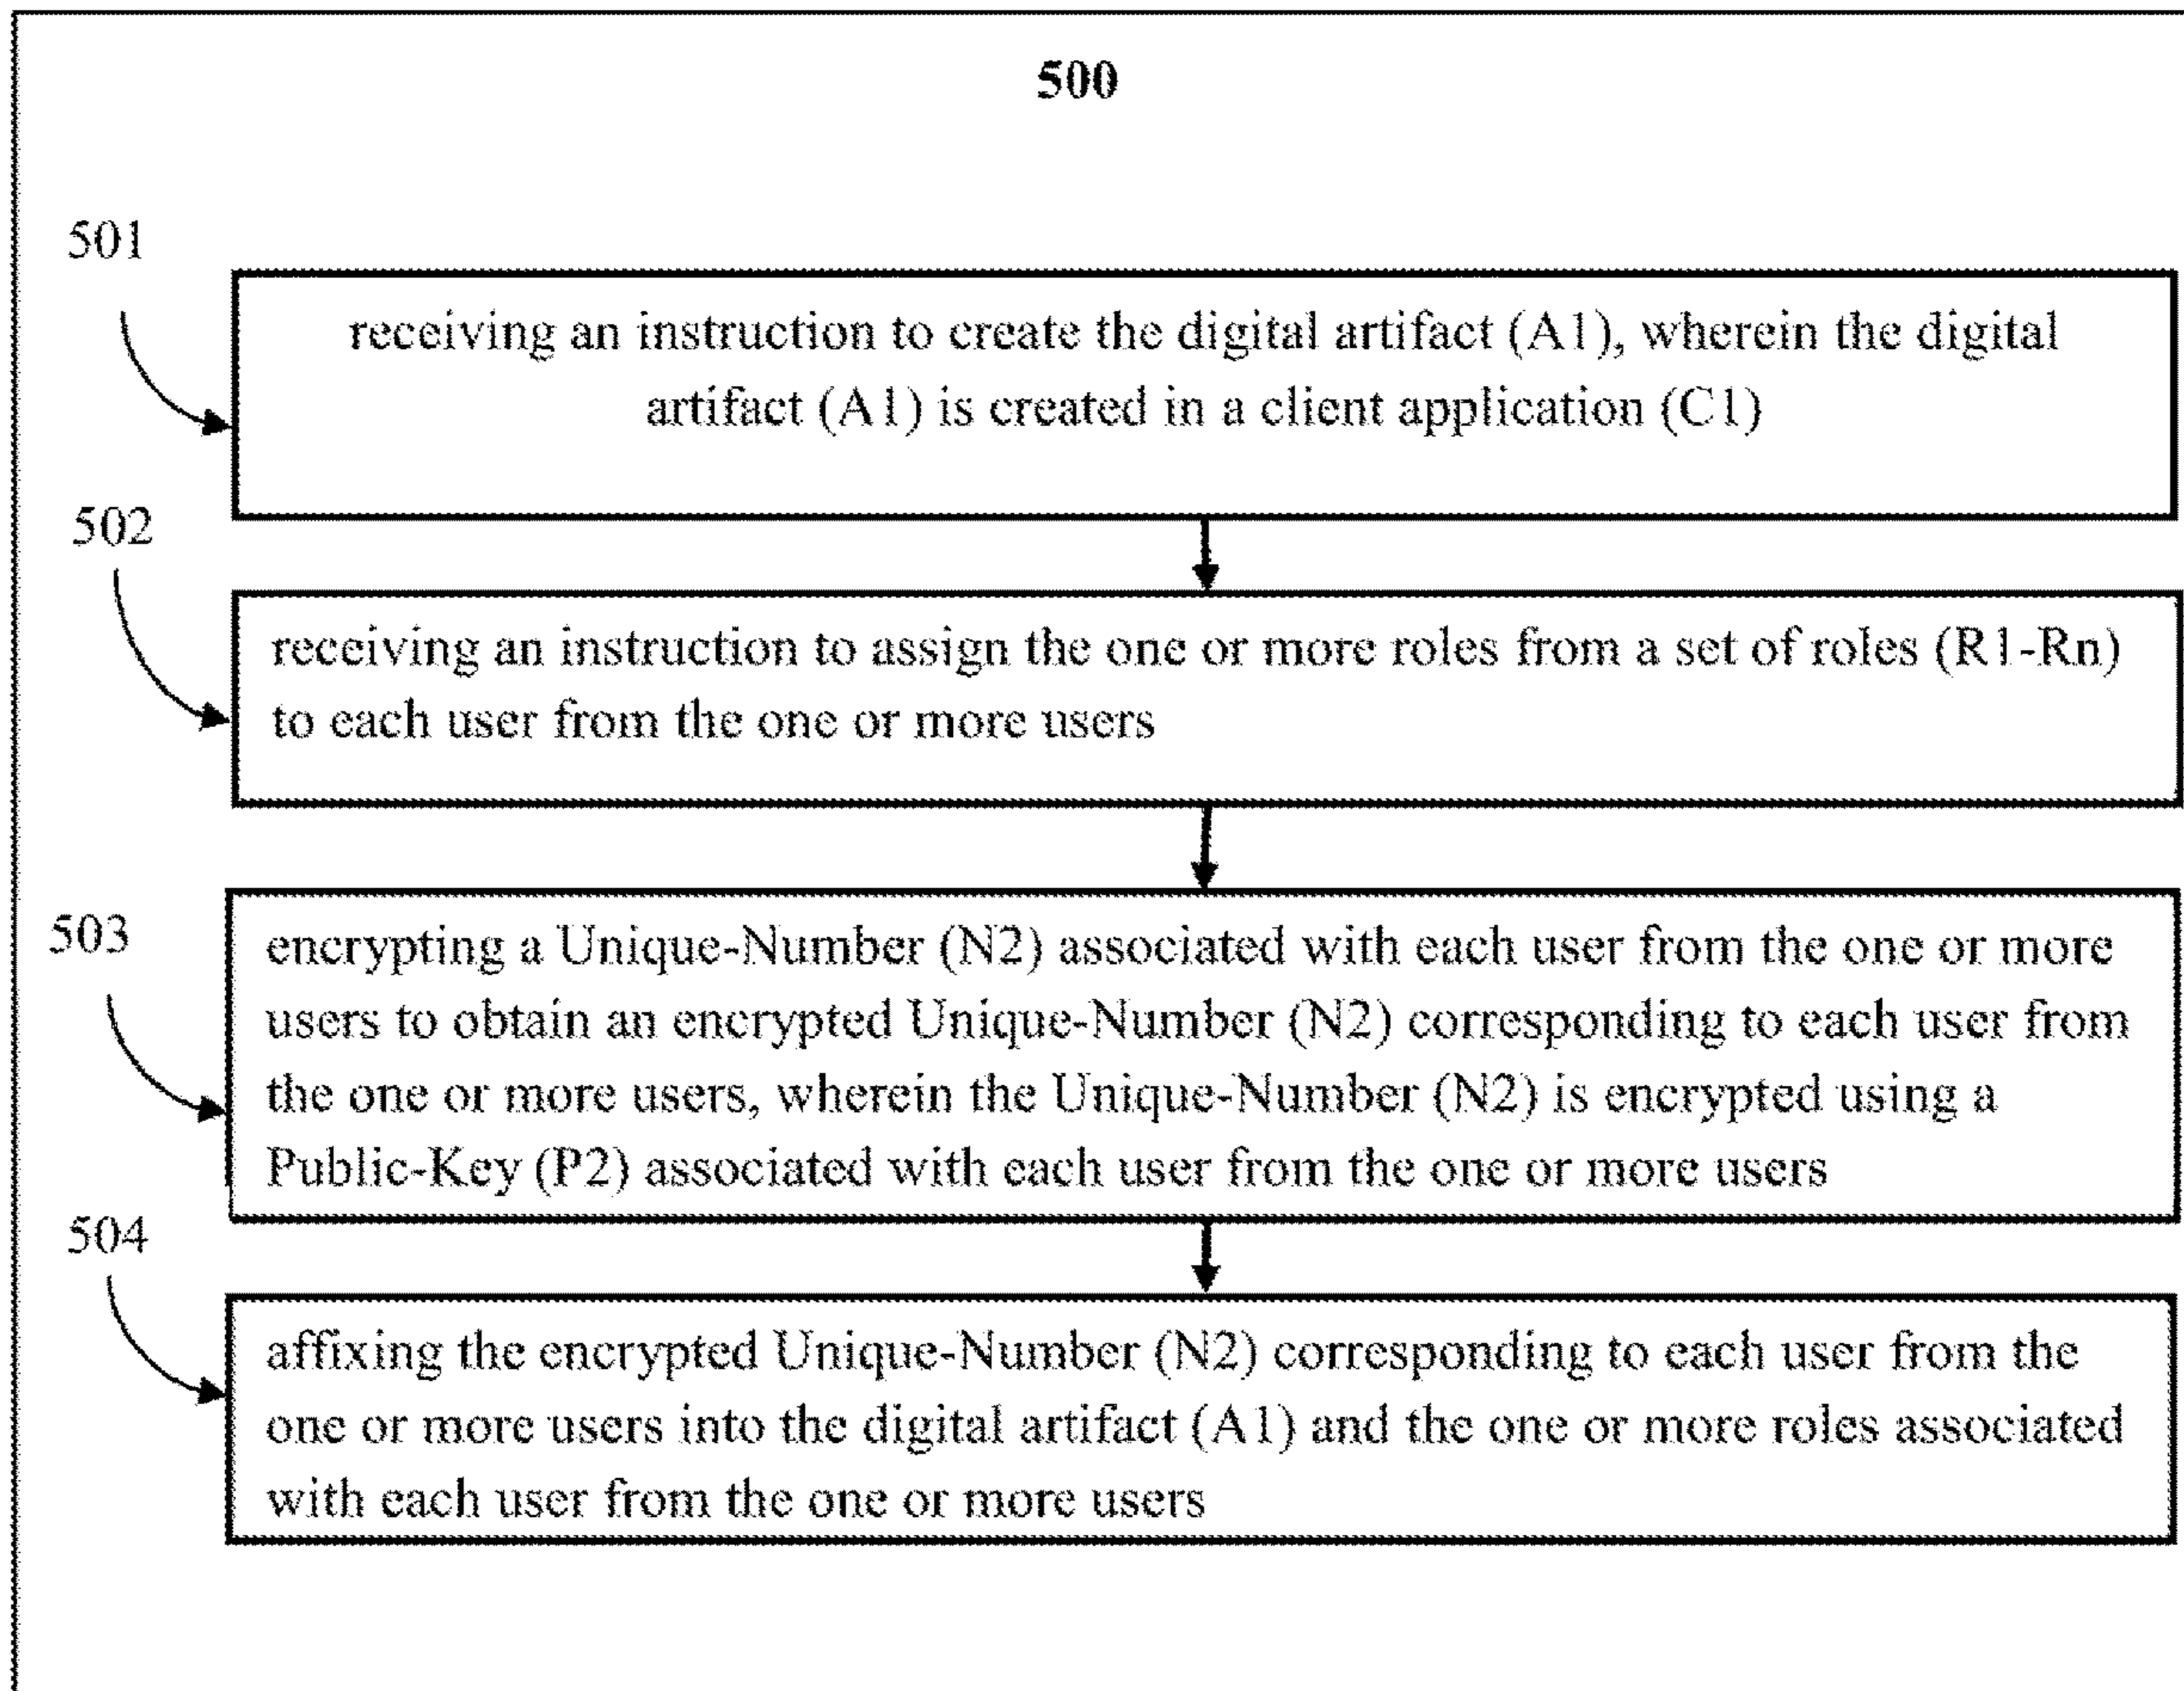 500
501
receiving an instruction to create the digital artifact (A1), wherein the digital
artifact (A1) is created in a client application (C1)
502
receiving an instruction to assign the one or more roles from a set of roles (R1-Rn)
to each user from the one or more users
503
encrypting a Unique-Number (N2) associated with each user from the one or more
users to obtain an encrypted Unique-Number (N2) corresponding to each user from
the one or more users, wherein the Unique-Number (N2) is encrypted using a
Public-Key (P2) associated with each user from the one or more users
504
affixing the encrypted Unique-Number (N2) corresponding to each user from the
one or more users into the digital artifact (A1) and the one or more roles associated
with each user from the one or more users